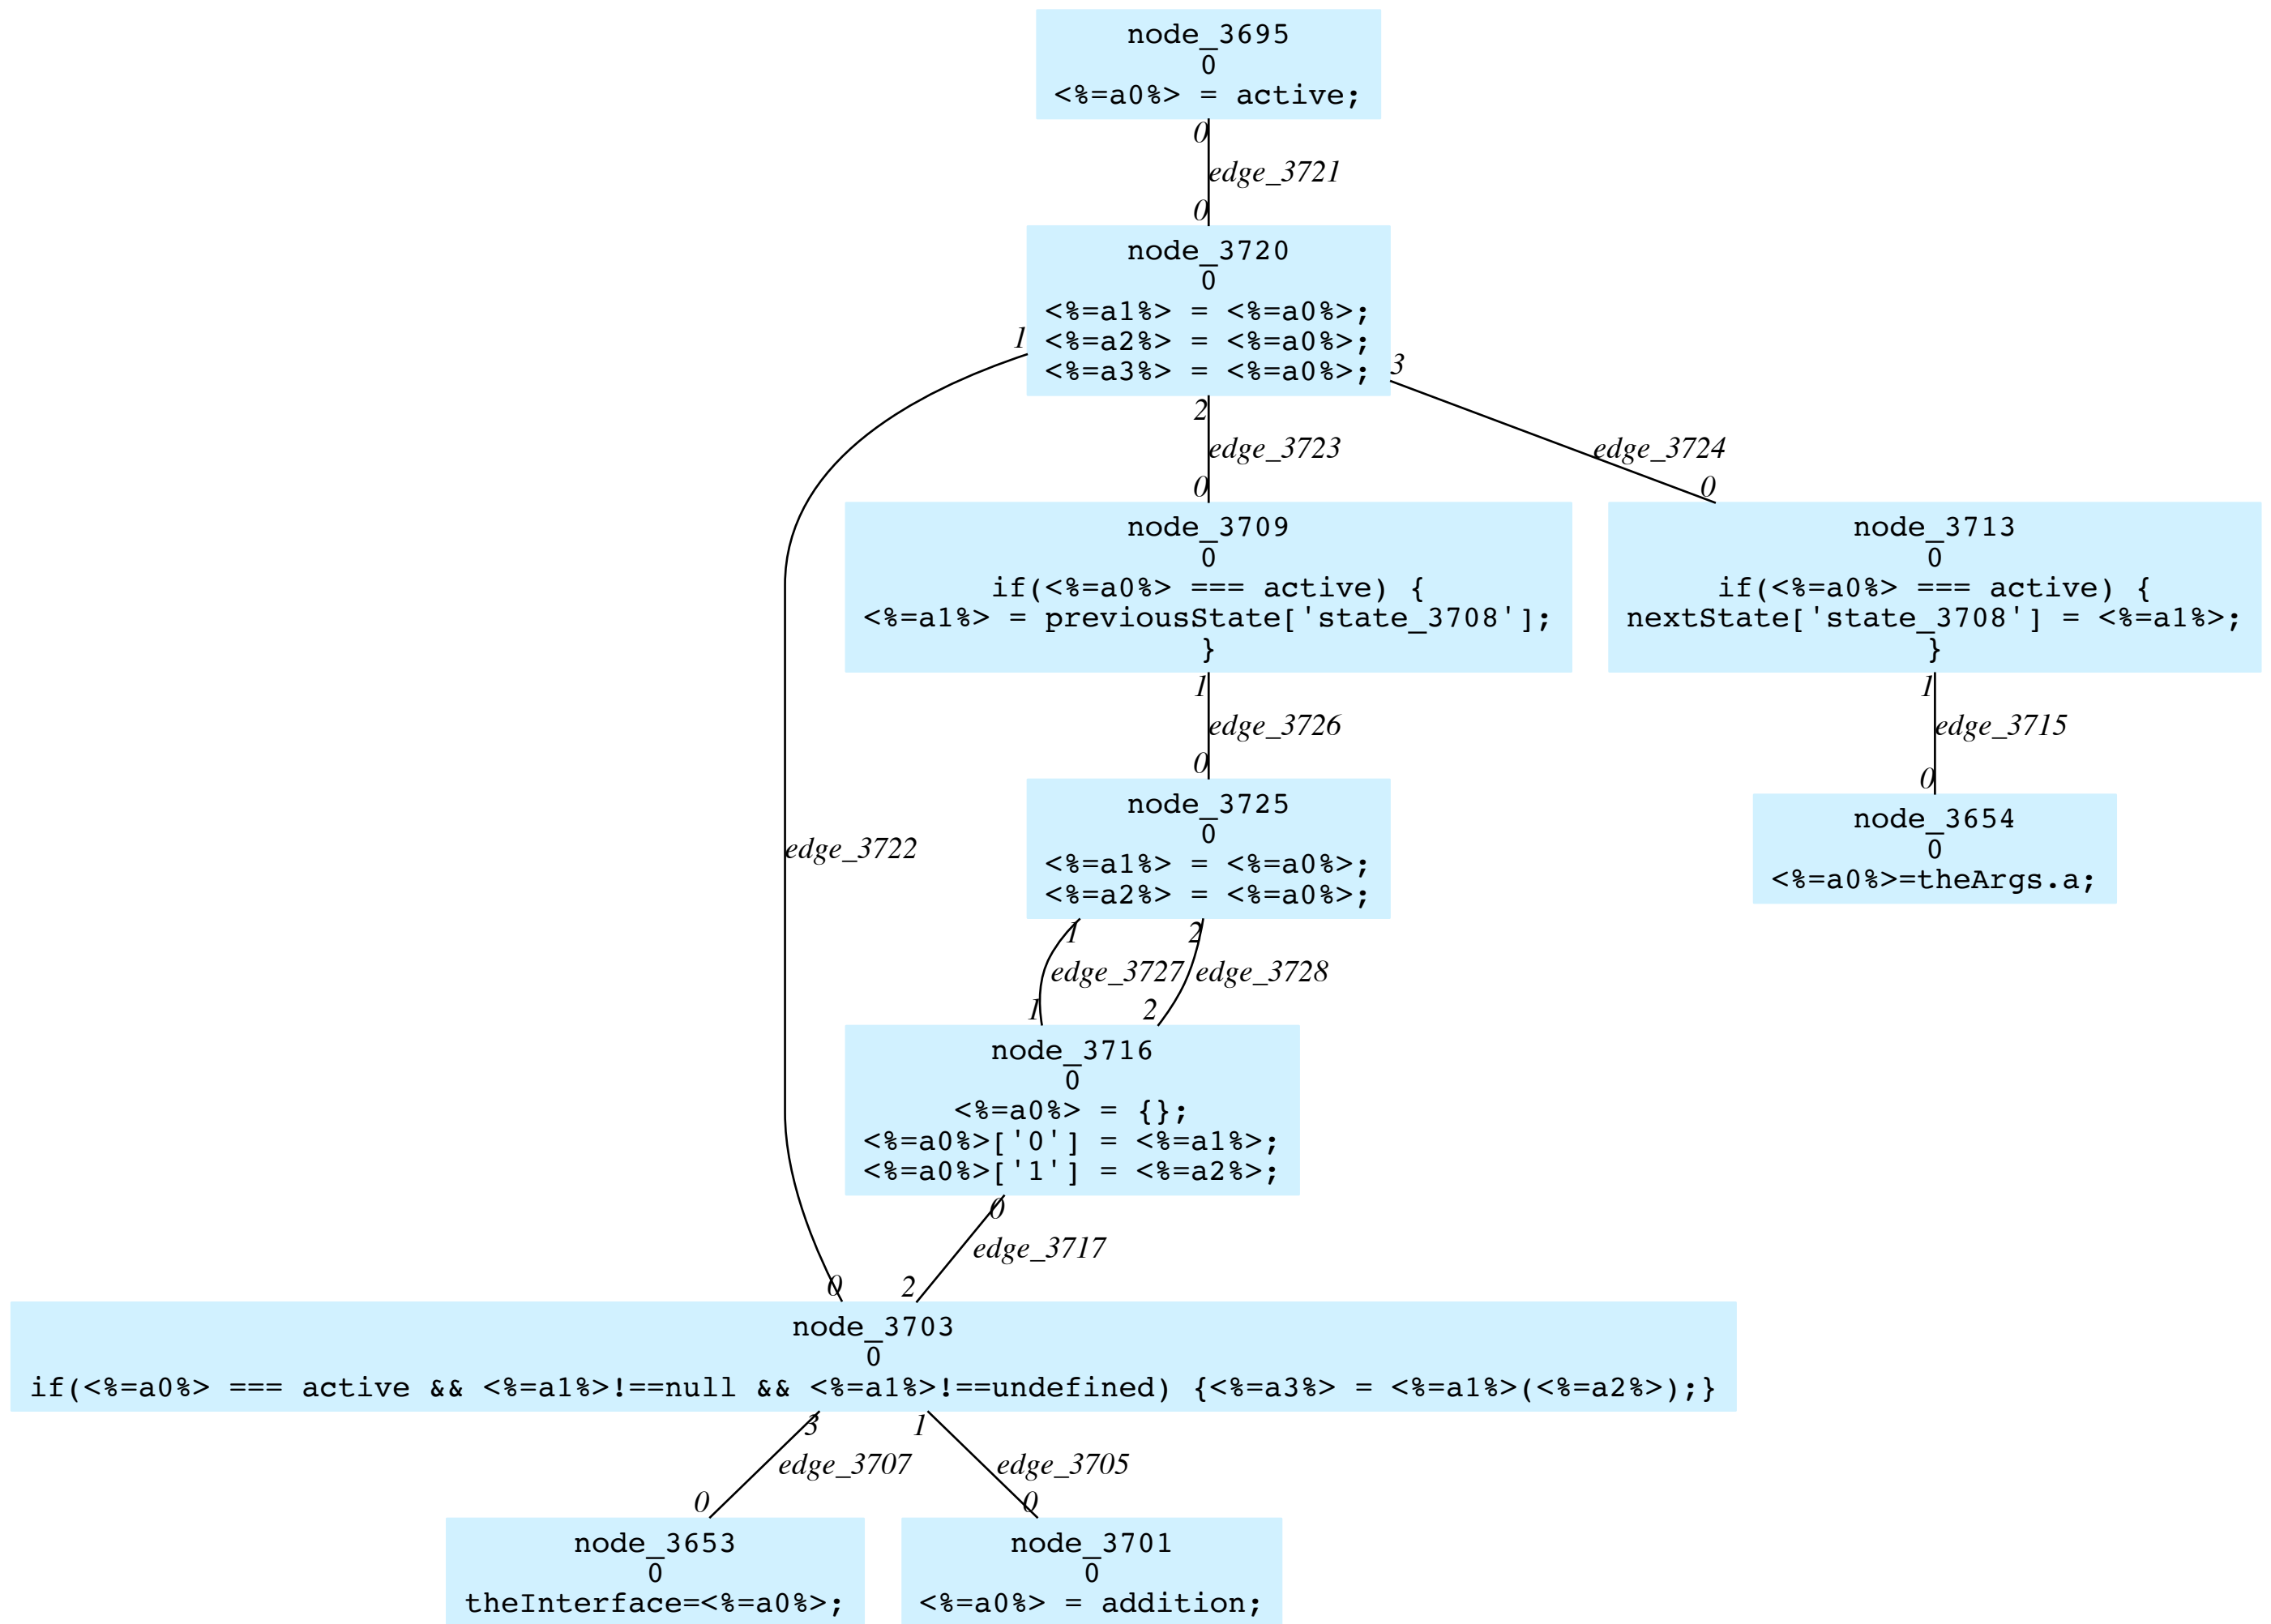 node_3695
0
<%=a0%> = active;
0
edge_3721
0
node_3720
0
<%=a1%> = <%=a0%>;
<%=a2%> = <%=a0%>;
<%=a3%> = <%=a0%>;
1
3
2
edge_3723
edge_3724
0
0
node_3709
0
if(<%=a0%> === active) {
<%=a1%> = previousState['state_3708'];
}
node_3713
0
if(<%=a0%> === active) {
nextState['state_3708'] = <%=a1%>;
}
1
1
edge_3726
edge_3715
0
0
node_3725
0
<%=a1%> = <%=a0%>;
<%=a2%> = <%=a0%>;
node_3654
0
<%=a0%>=theArgs.a;
edge_3722
1
2
edge_3727
edge_3728
1
2
node_3716
0
<%=a0%> = {};
<%=a0%>['0'] = <%=a1%>;
<%=a0%>['1'] = <%=a2%>;
0
edge_3717
0
2
node_3703
0
if(<%=a0%> === active && <%=a1%>!==null && <%=a1%>!==undefined) {<%=a3%> = <%=a1%>(<%=a2%>);}
3
1
edge_3707
edge_3705
0
0
node_3653
0
theInterface=<%=a0%>;
node_3701
0
<%=a0%> = addition;